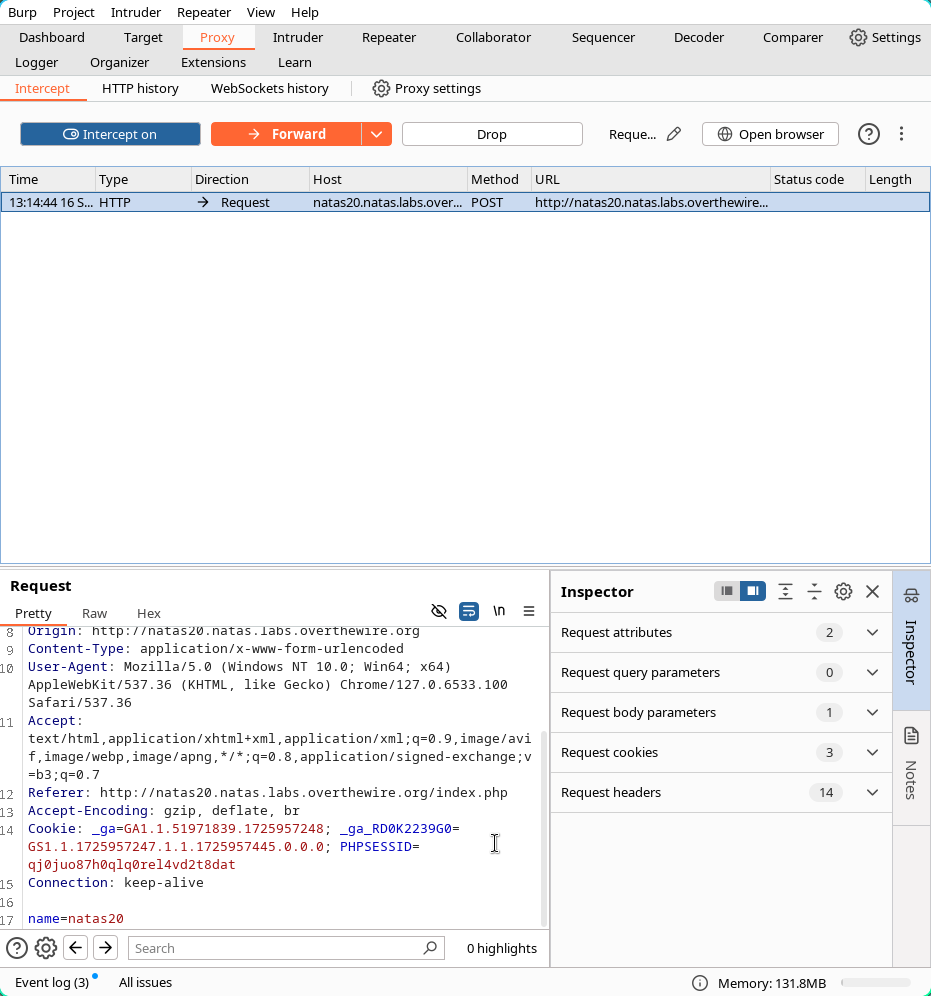 Burp Project Intruder Repeater View Help
Dashboard Target Proxy Intruder Repeater Collaborator Sequencer Decoder Comparer Settings
Logger Organizer Extensions Learn
Intercept HTTP history WebSockets history Proxy settings
Intercept on Forward Drop Reque... Open browser
Time Type Direction Host Method URL Status code Length
13:14:44 16 S... HTTP Request natas20.natas.labs.over... POST http://natas20.natas.labs.overthewire...
Request
Pretty Raw Hex \n
8 Origin: http://natas20.natas.labs.overthewire.org
9 Content-Type: application/x-www-form-urlencoded
10 User-Agent: Mozilla/5.0 (Windows NT 10.0; Win64; x64)
AppleWebKit/537.36 (KHTML, like Gecko) Chrome/127.0.6533.100
Safari/537.36
11 Accept:
text/html,application/xhtml+xml,application/xml;q=0.9,image/avi
f,image/webp,image/apng,*/*;q=0.8,application/signed-exchange;v
=b3;q=0.7
12 Referer: http://natas20.natas.labs.overthewire.org/index.php
13 Accept-Encoding: gzip, deflate, br
14 Cookie: _ga=GA1.1.51971839.1725957248; _ga_RD0K2239G0=
GS1.1.1725957247.1.1.1725957445.0.0.0; PHPSESSID=
qj0juo87h0qlq0rel4vd2t8dat
15 Connection: keep-alive
16
17 name=natas20
Search 0 highlights
Inspector
Request attributes 2
Request query parameters 0
Request body parameters 1
Request cookies 3
Request headers 14
Inspector
Notes
Event log (3) All issues Memory: 131.8MB